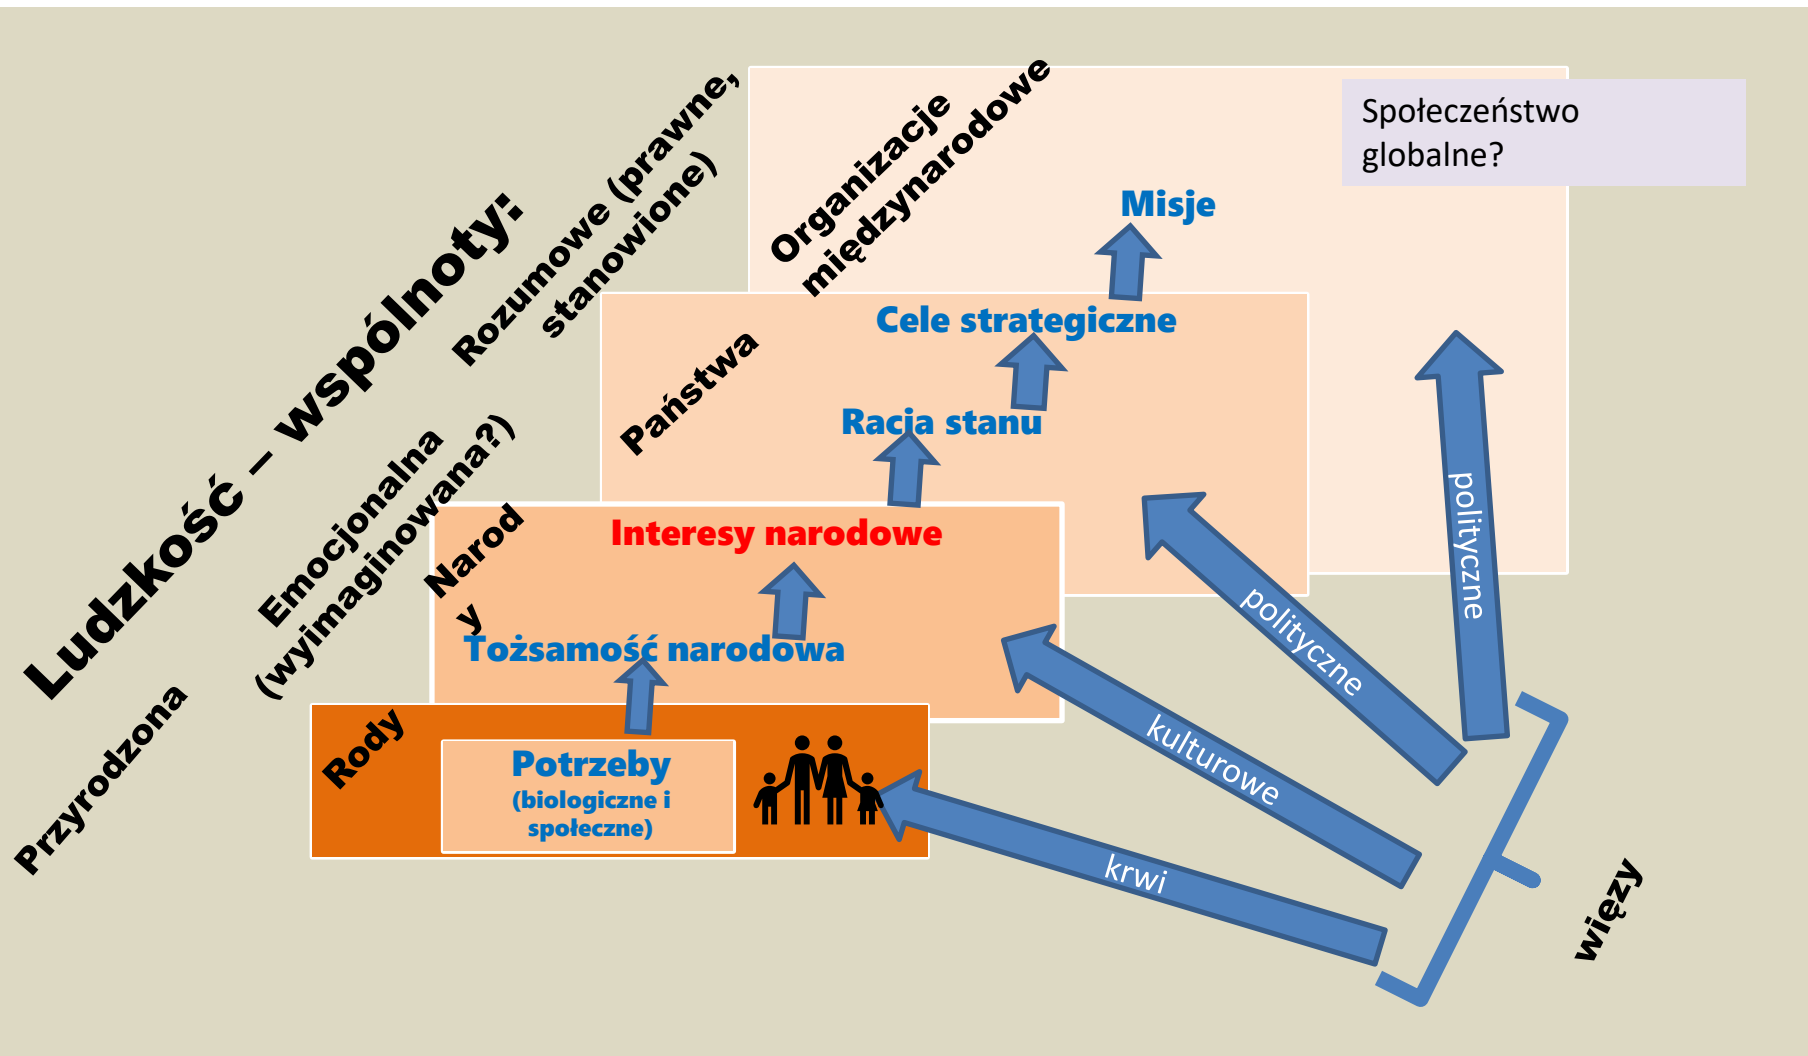 Ludzkość – wspólnoty:
Rozumowe (prawne,
stanowione)
Emocjonalna
(wyimaginowana?)
Przyrodzona
Organizacje
międzynarodowe
Społeczeństwo
globalne?
Misje
Państwa
Cele strategiczne
Racja stanu
Narod
y
Interesy narodowe
Tożsamość narodowa
Rody
Potrzeby
(biologiczne i
społeczne)
polityczne
polityczne
kulturowe
krwi
więzy